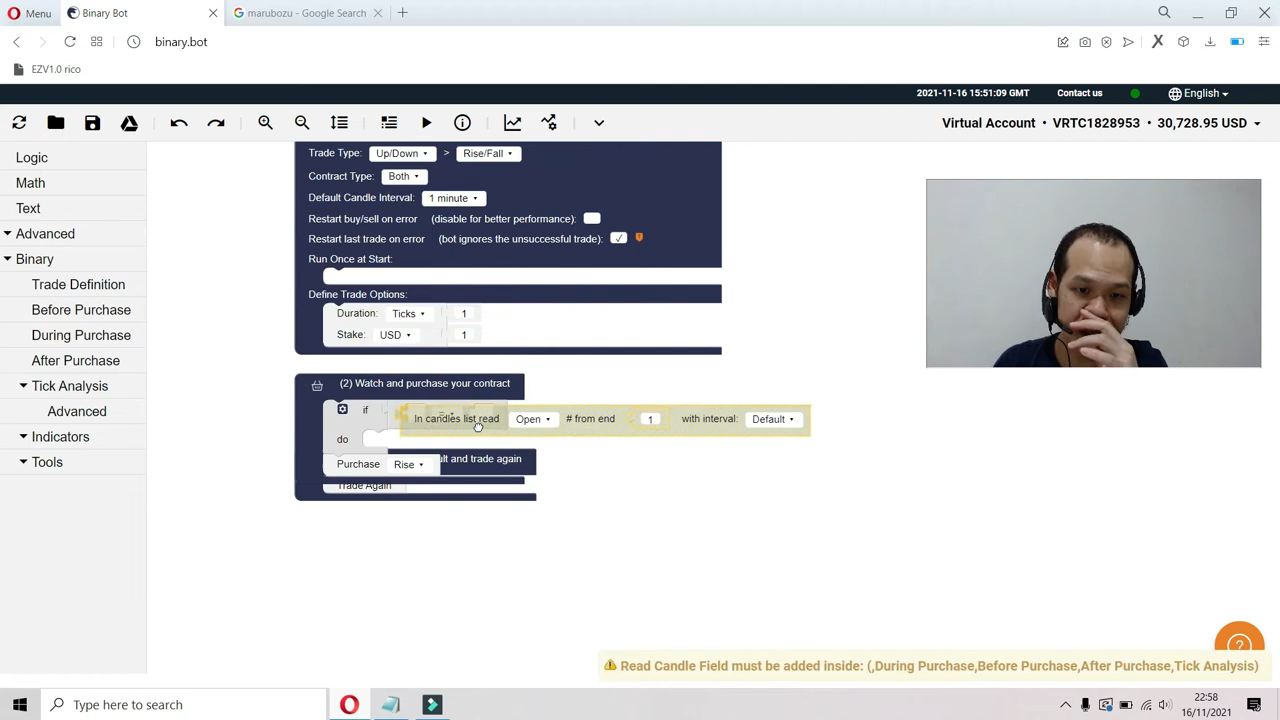 Menu
Binary Bot
marubozu - Google Search
binary.bot
EZV1.0 rico
2021-11-16 15:51:09 GMT
Contact us
English
Virtual Account • VRTC1828953 • 30,728.95 USD
Logic
Math
Text
Advanced
Binary
Trade Definition
Before Purchase
During Purchase
After Purchase
Tick Analysis
Advanced
Indicators
Tools
Trade Type: Up/Down > Rise/Fall
Contract Type: Both
Default Candle Interval: 1 minute
Restart buy/sell on error (disable for better performance):
Restart last trade on error (bot ignores the unsuccessful trade): ✓
Run Once at Start:
Define Trade Options:
Duration: Ticks 1
Stake: USD 1
(2) Watch and purchase your contract
if
In candles list read Open # from end 1 with interval: Default
do
ult and trade again
Purchase Rise
Trade Again
Read Candle Field must be added inside: (,During Purchase,Before Purchase,After Purchase,Tick Analysis)
Type here to search
22:58
16/11/2021